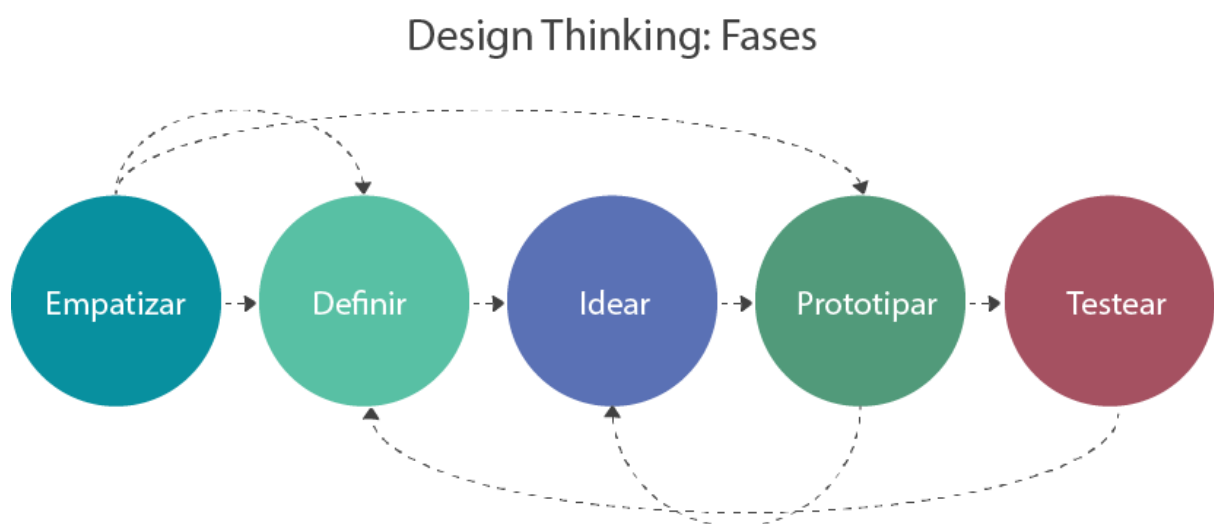 Design Thinking: Fases
Empatizar
Definir
Idear
Prototipar
Testear